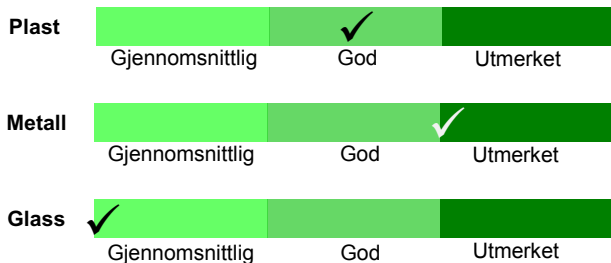 Plast
Gjennomsnittlig God Utmerket
Metall
Gjennomsnittlig God Utmerket
Glass
Gjennomsnittlig God Utmerket